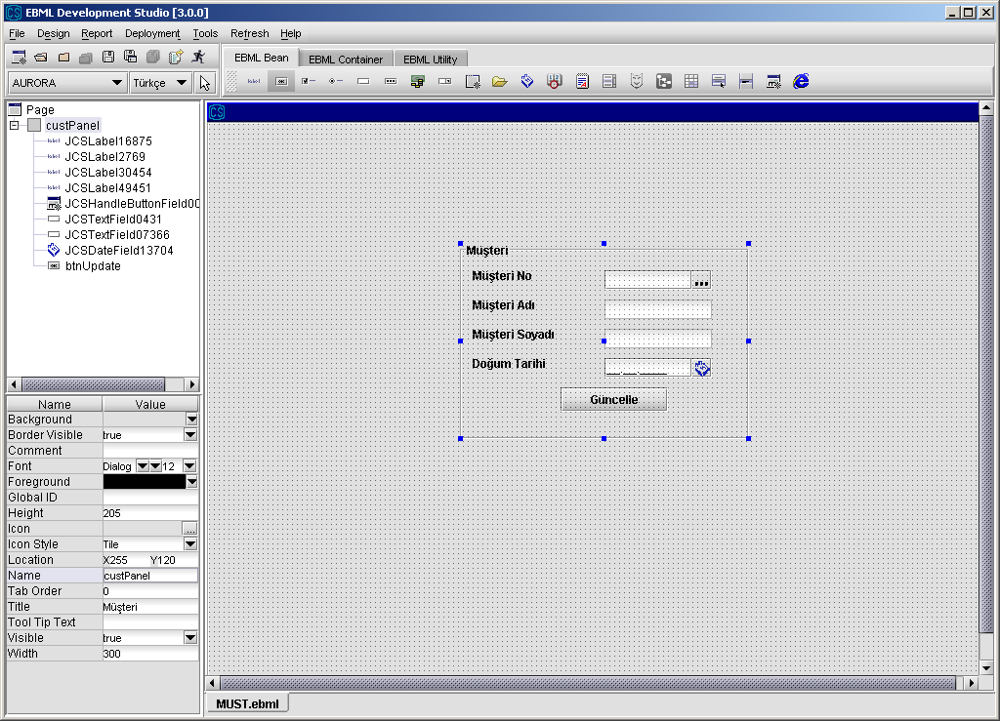 EBML Development Studio [3.0.0]
File Design Report Deployment Tools Refresh Help
EBML Bean EBML Container EBML Utility
AURORA Türkçe
Page
custPanel
JCSLabel16875
JCSLabel2769
JCSLabel30454
JCSLabel49451
JCSHandleButtonField00
JCSTextField0431
JCSTextField07366
JCSDateField13704
btnUpdate
Müşteri
Müşteri No ...
Müşteri Adı
Müşteri Soyadı
Doğum Tarihi __.__.____
Güncelle
Name Value
Background
Border Visible true
Comment
Font Dialog 12
Foreground
Global ID
Height 205
Icon ...
Icon Style Tile
Location X255 Y120
Name custPanel
Tab Order 0
Title Müşteri
Tool Tip Text
Visible true
Width 300
MUST.ebml